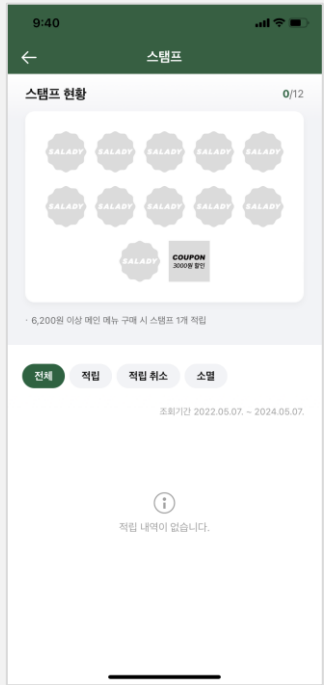 9:40
스탬프
스탬프 현황 0/12
SALADY SALADY SALADY SALADY SALADY
SALADY SALADY SALADY SALADY SALADY
SALADY COUPON
3000원 할인
· 6,200원 이상 메인 메뉴 구매 시 스탬프 1개 적립
전체 적립 적립 취소 소멸
조회기간 2022.05.07. ~ 2024.05.07.
적립 내역이 없습니다.